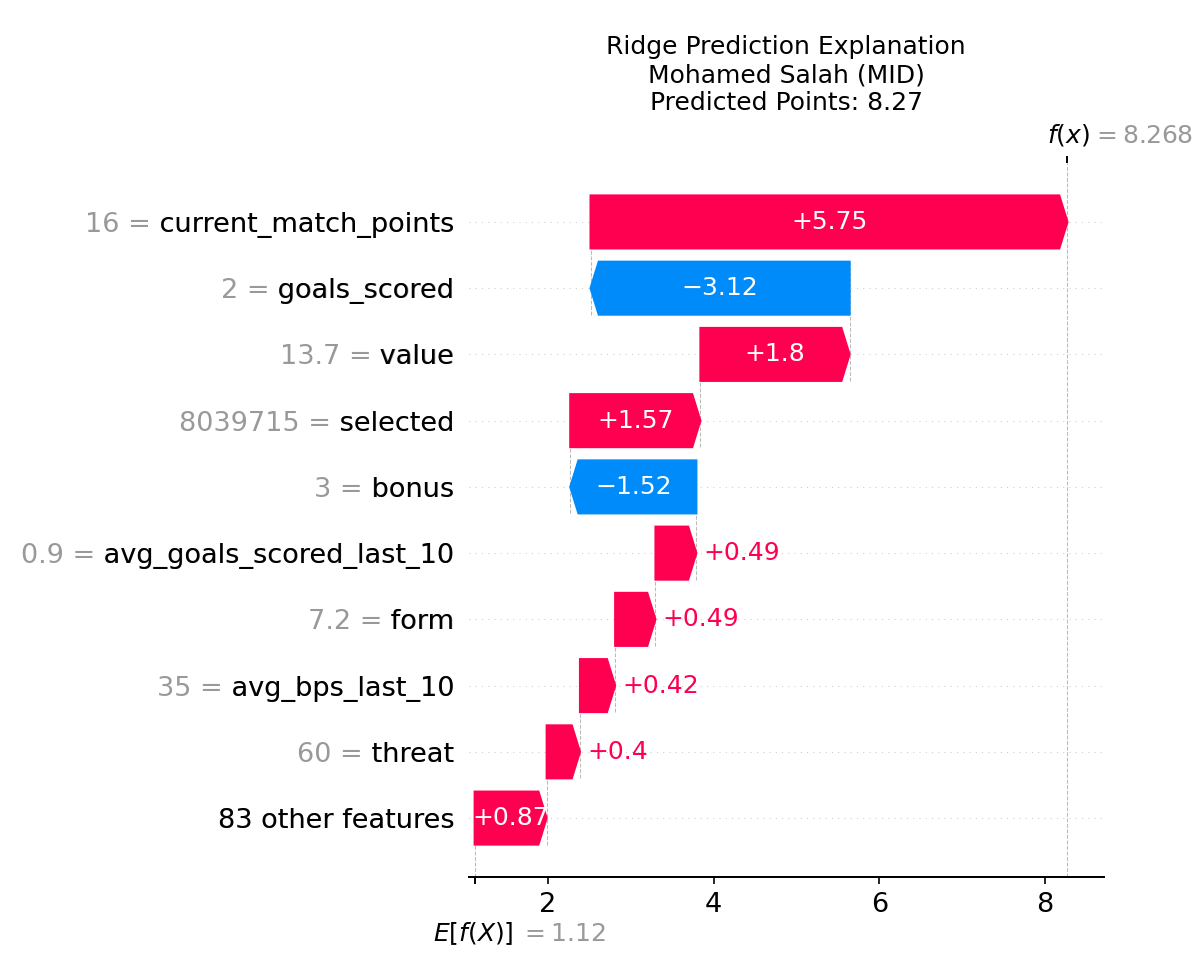 Ridge Prediction Explanation
Mohamed Salah (MID)
Predicted Points: 8.27
f(x) = 8.268
16 = current_match_points
+5.75
2 = goals_scored
−3.12
13.7 = value
+1.8
8039715 = selected
+1.57
3 = bonus
−1.52
0.9 = avg_goals_scored_last_10
+0.49
7.2 = form
+0.49
35 = avg_bps_last_10
+0.42
60 = threat
+0.4
83 other features
+0.87
2 4 6 8
E[f(X)] = 1.12